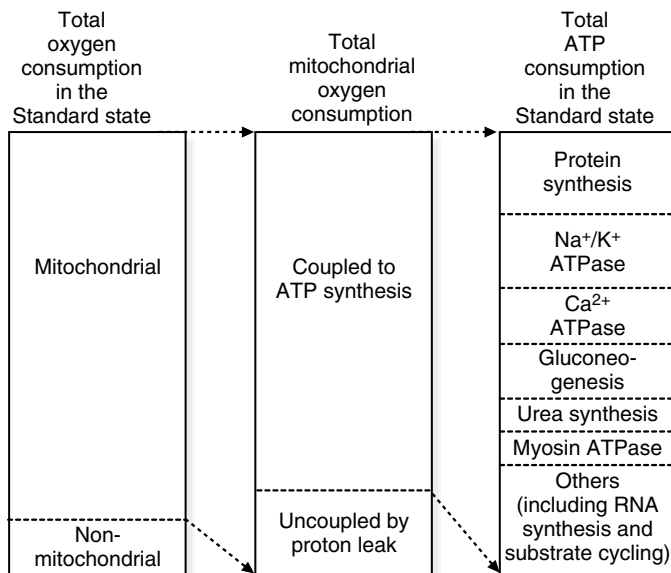 Total
oxygen
consumption
in the
Standard state
Total
mitochondrial
oxygen
consumption
Total
ATP
consumption
in the
Standard state
Mitochondrial
Non-
mitochondrial
Coupled to
ATP synthesis
Uncoupled by
proton leak
Protein
synthesis
Na⁺/K⁺
ATPase
Ca²⁺
ATPase
Gluconeo-
genesis
Urea synthesis
Myosin ATPase
Others
(including RNA
synthesis and
substrate cycling)